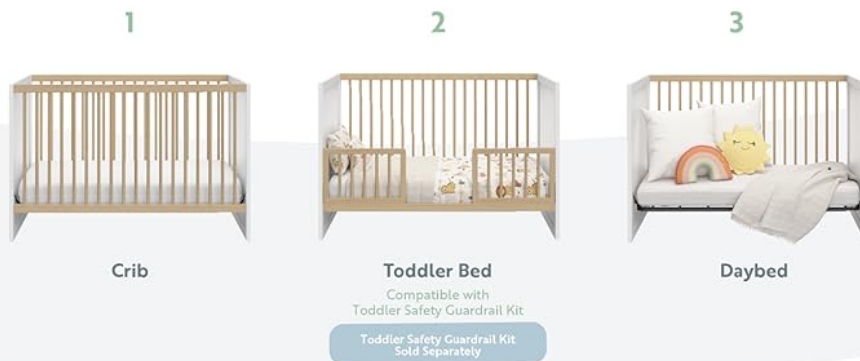 1
2
3
Crib
Toddler Bed
Daybed
Compatible with
Toddler Safety Guardrail Kit
Toddler Safety Guardrail Kit
Sold Separately